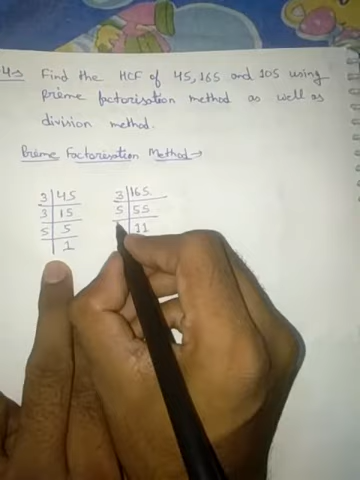 4→ Find the HCF of 45,165 and 105 using
prime factorisation method as well as
division method.
Prime Factorisation Method→
3 45 3 165
3 15 5 55
5 5 11
1